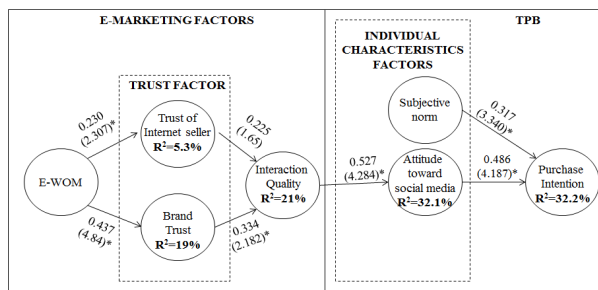 E-MARKETING FACTORS
TPB
INDIVIDUAL
CHARACTERISTICS
FACTORS
TRUST FACTOR
Trust of
Internet seller
R²=5.3%
Subjective
norm
0.230
(2.307)*
0.225
(1.65)
0.317
(3.340)*
E-WOM
Interaction
Quality
R²=21%
0.527
(4.284)*
Attitude
toward
social media
R²=32.1%
0.486
(4.187)*
Purchase
Intention
R²=32.2%
0.437
(4.84)*
Brand
Trust
R²=19%
0.334
(2.182)*